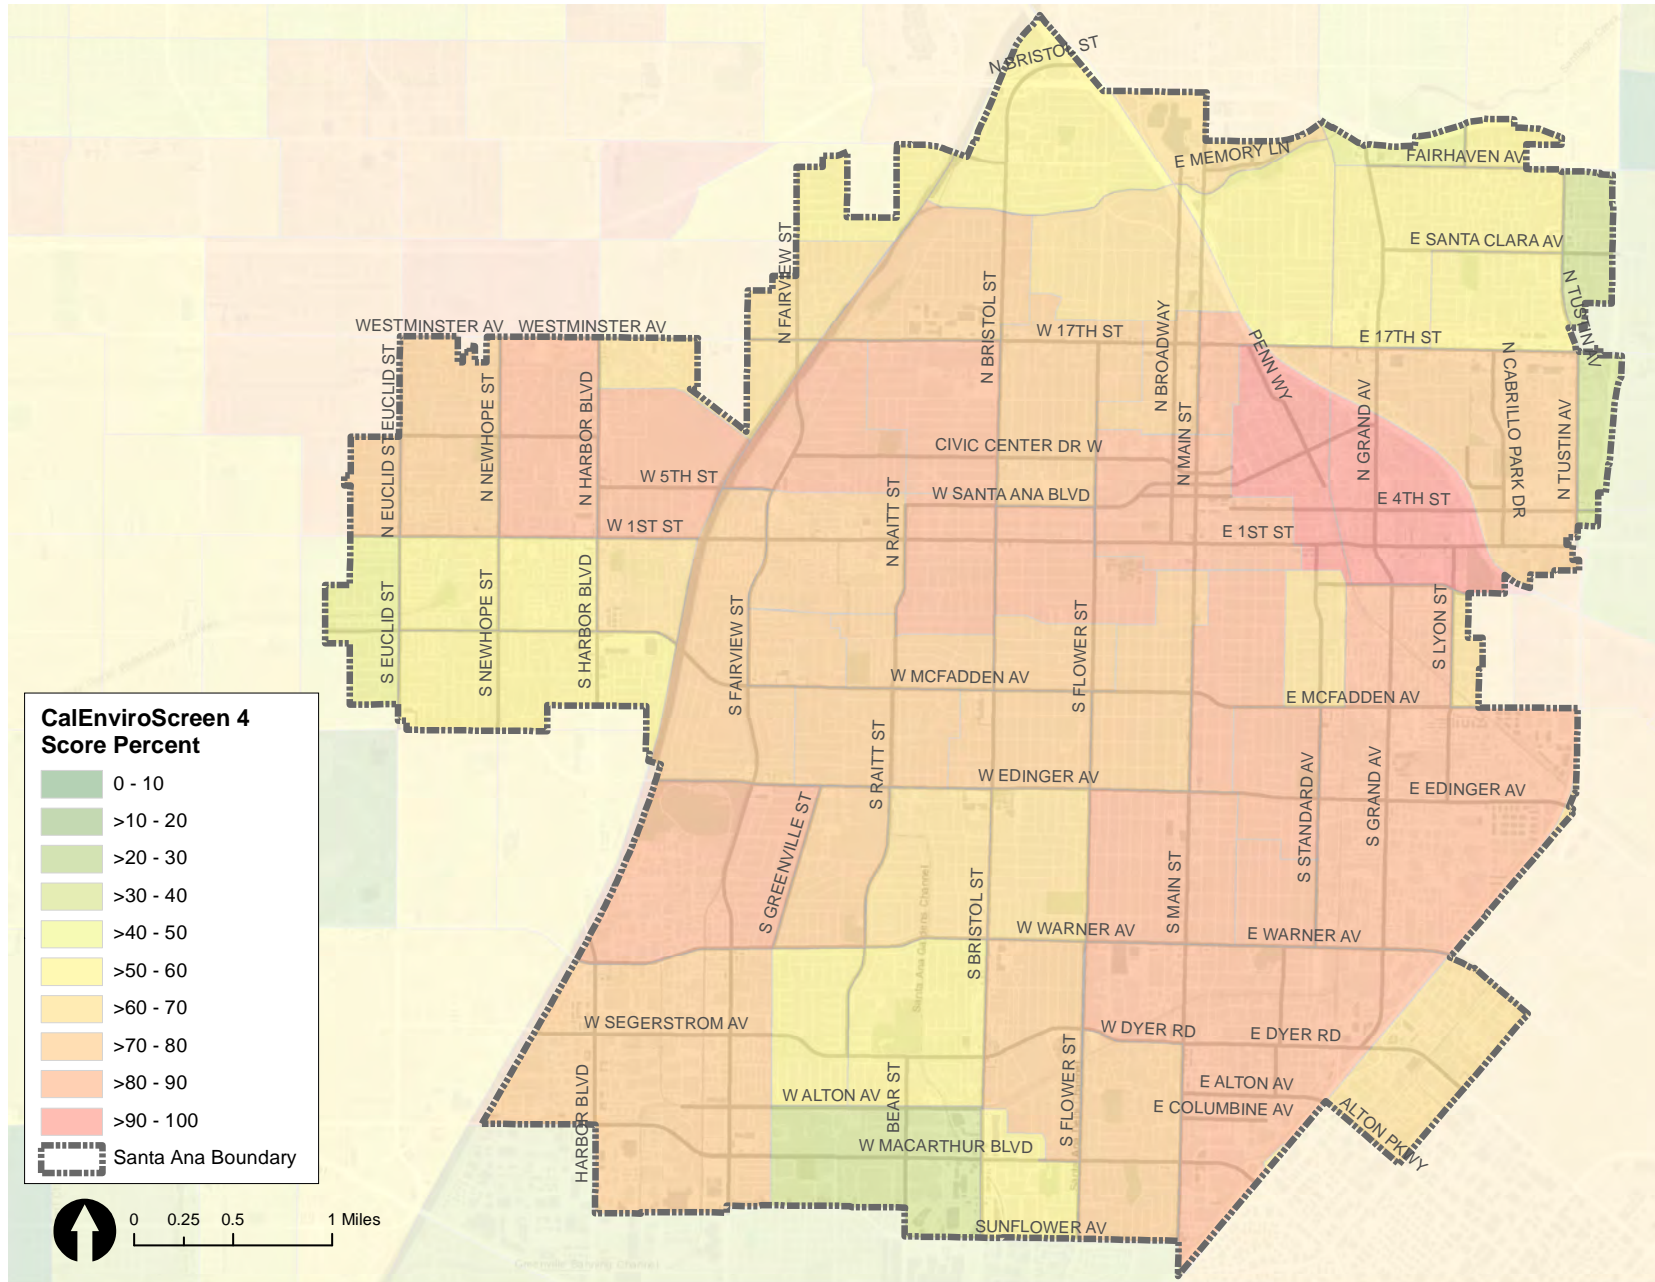 N BRISTOL ST
E MEMORY LN
FAIRHAVEN AV
E SANTA CLARA AV
N FAIRVIEW ST
N BRISTOL ST
N TUSTIN AV
WESTMINSTER AV
WESTMINSTER AV
W 17TH ST
E 17TH ST
N BROADWAY
PENN WY
N EUCLID ST
EUCLID ST
N NEWHOPE ST
N HARBOR BLVD
N GRAND AV
N CABRILLO PARK DR
N TUSTIN AV
N MAIN ST
CIVIC CENTER DR W
W 5TH ST
W SANTA ANA BLVD
E 4TH ST
N RAITT ST
W 1ST ST
E 1ST ST
S EUCLID ST
S NEWHOPE ST
S HARBOR BLVD
S FAIRVIEW ST
S FLOWER ST
S LYON ST
W MCFADDEN AV
E MCFADDEN AV
S RAITT ST
W EDINGER AV
E EDINGER AV
S STANDARD AV
S GRAND AV
S GREENVILLE ST
S MAIN ST
S BRISTOL ST
Santa Ana Gardens Channel
W WARNER AV
E WARNER AV
W SEGERSTROM AV
W DYER RD
E DYER RD
HARBOR BLVD
BEAR ST
S FLOWER ST
W ALTON AV
E ALTON AV
E COLUMBINE AV
ALTON PKWY
W MACARTHUR BLVD
SUNFLOWER AV
CalEnviroScreen 4
Score Percent
0 - 10
>10 - 20
>20 - 30
>30 - 40
>40 - 50
>50 - 60
>60 - 70
>70 - 80
>80 - 90
>90 - 100
Santa Ana Boundary
0 0.25 0.5 1 Miles